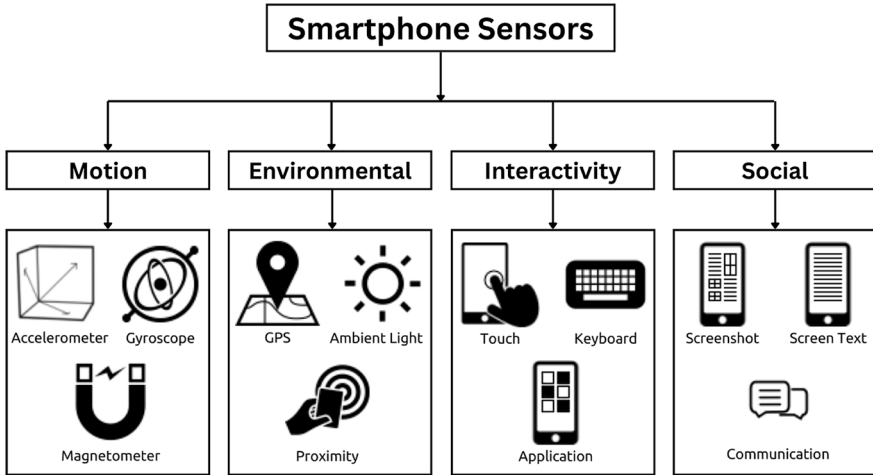 Smartphone Sensors
Motion
Environmental
Interactivity
Social
Accelerometer
Gyroscope
Magnetometer
GPS
Ambient Light
Proximity
Touch
Keyboard
Application
Screenshot
Screen Text
Communication